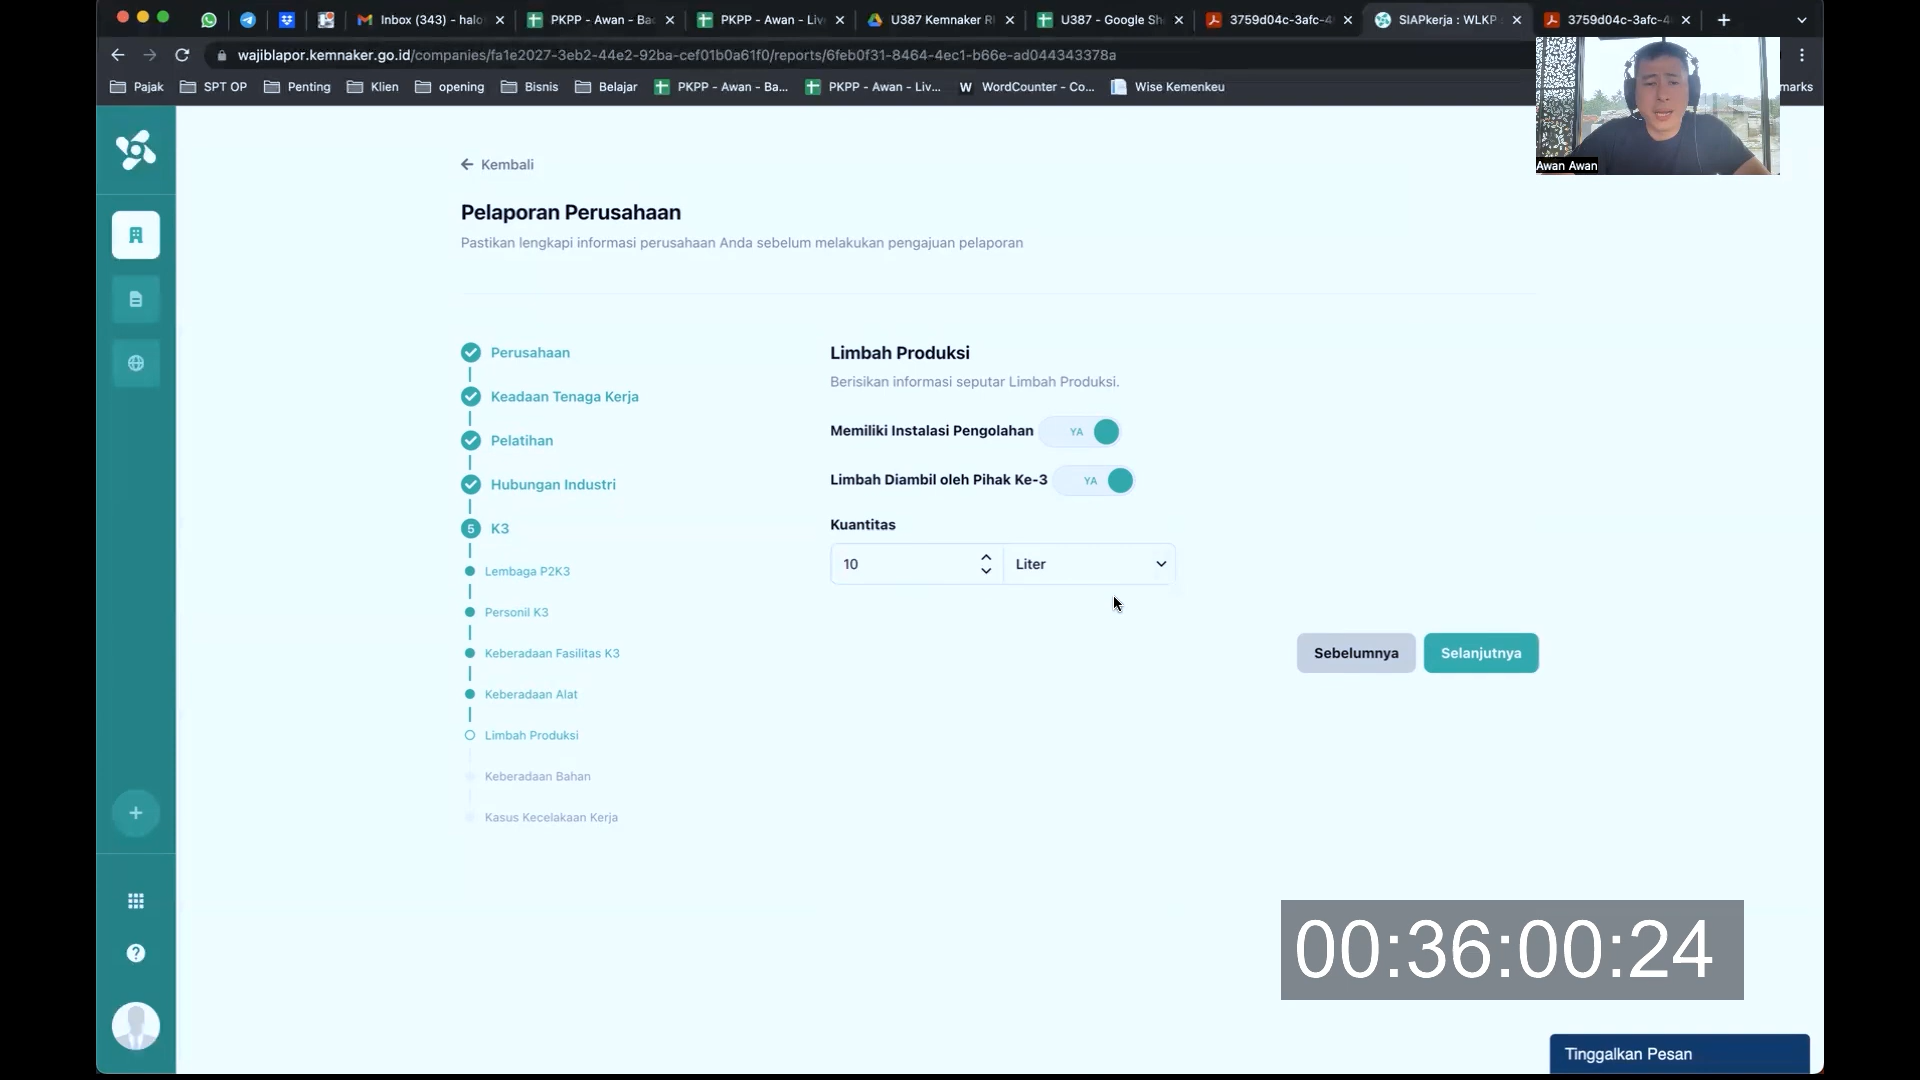 Inbox (343) - halo
PKPP - Awan - Ba
PKPP - Awan - Liv
U387 Kemnaker R
U387 - Google Sh
3759d04c-3afc-4
SIAPkerja : WLKP
3759d04c-3afc-4
wajiblapor.kemnaker.go.id/companies/fa1e2027-3eb2-44e2-92ba-cef01b0a61f0/reports/6feb0f31-8464-4ec1-b66e-ad044343378a
Pajak
SPT OP
Penting
Klien
opening
Bisnis
Belajar
PKPP - Awan - Ba...
PKPP - Awan - Liv...
W WordCounter - Co...
Wise Kemenkeu
marks
Awan Awan
Kembali
Pelaporan Perusahaan
Pastikan lengkapi informasi perusahaan Anda sebelum melakukan pengajuan pelaporan
Perusahaan
Keadaan Tenaga Kerja
Pelatihan
Hubungan Industri
5 K3
Lembaga P2K3
Personil K3
Keberadaan Fasilitas K3
Keberadaan Alat
Limbah Produksi
Keberadaan Bahan
Kasus Kecelakaan Kerja
Limbah Produksi
Berisikan informasi seputar Limbah Produksi.
Memiliki Instalasi Pengolahan YA
Limbah Diambil oleh Pihak Ke-3 YA
Kuantitas
10 Liter
Sebelumnya Selanjutnya
00:36:00:24
Tinggalkan Pesan